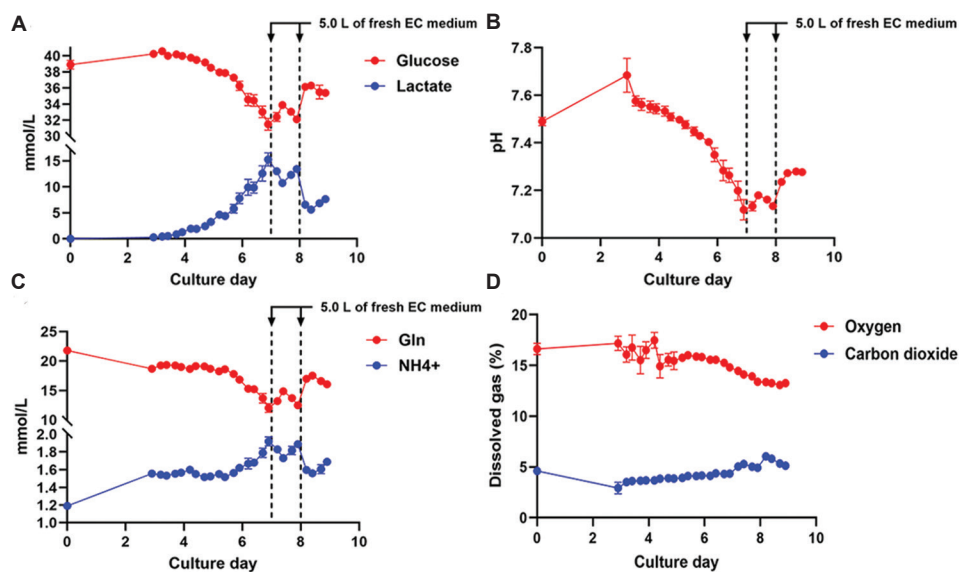 A
5.0 L of fresh EC medium
Glucose
Lactate
mmol/L
40
38
36
34
32
30
15
10
5
0
0 2 4 6 8 10
Culture day
B
5.0 L of fresh EC medium
pH
7.8
7.6
7.4
7.2
7.0
0 2 4 6 8 10
Culture day
C
5.0 L of fresh EC medium
Gln
NH4+
mmol/L
25
20
15
10
2.0
1.8
1.6
1.4
1.2
1.0
0 2 4 6 8 10
Culture day
D
Oxygen
Carbon dioxide
Dissolved gas (%)
20
15
10
5
0
0 2 4 6 8 10
Culture day